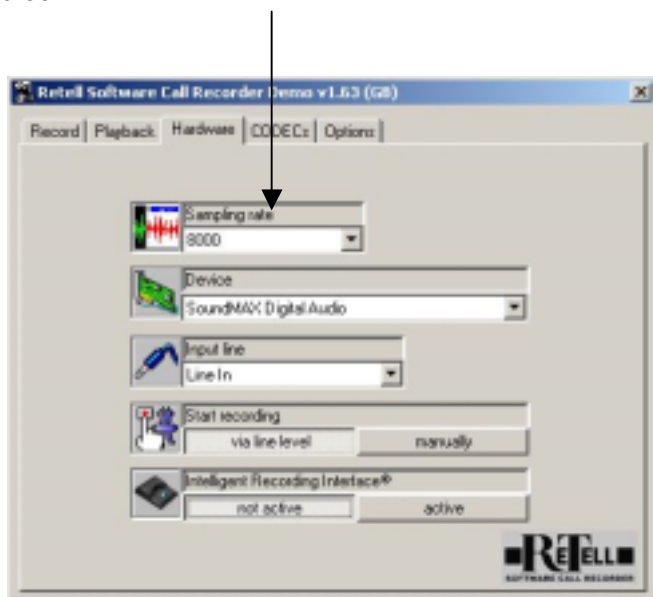 Retell Software Call Recorder Demo v1.63 (GB)
Record Playback Hardware CODECs Options
Sampling rate
8000
Device
SoundMAX Digital Audio
Input line
Line In
Start recording
via line level manually
Intelligent Recording Interface®
not active active
RETELL
SOFTWARE CALL RECORDER